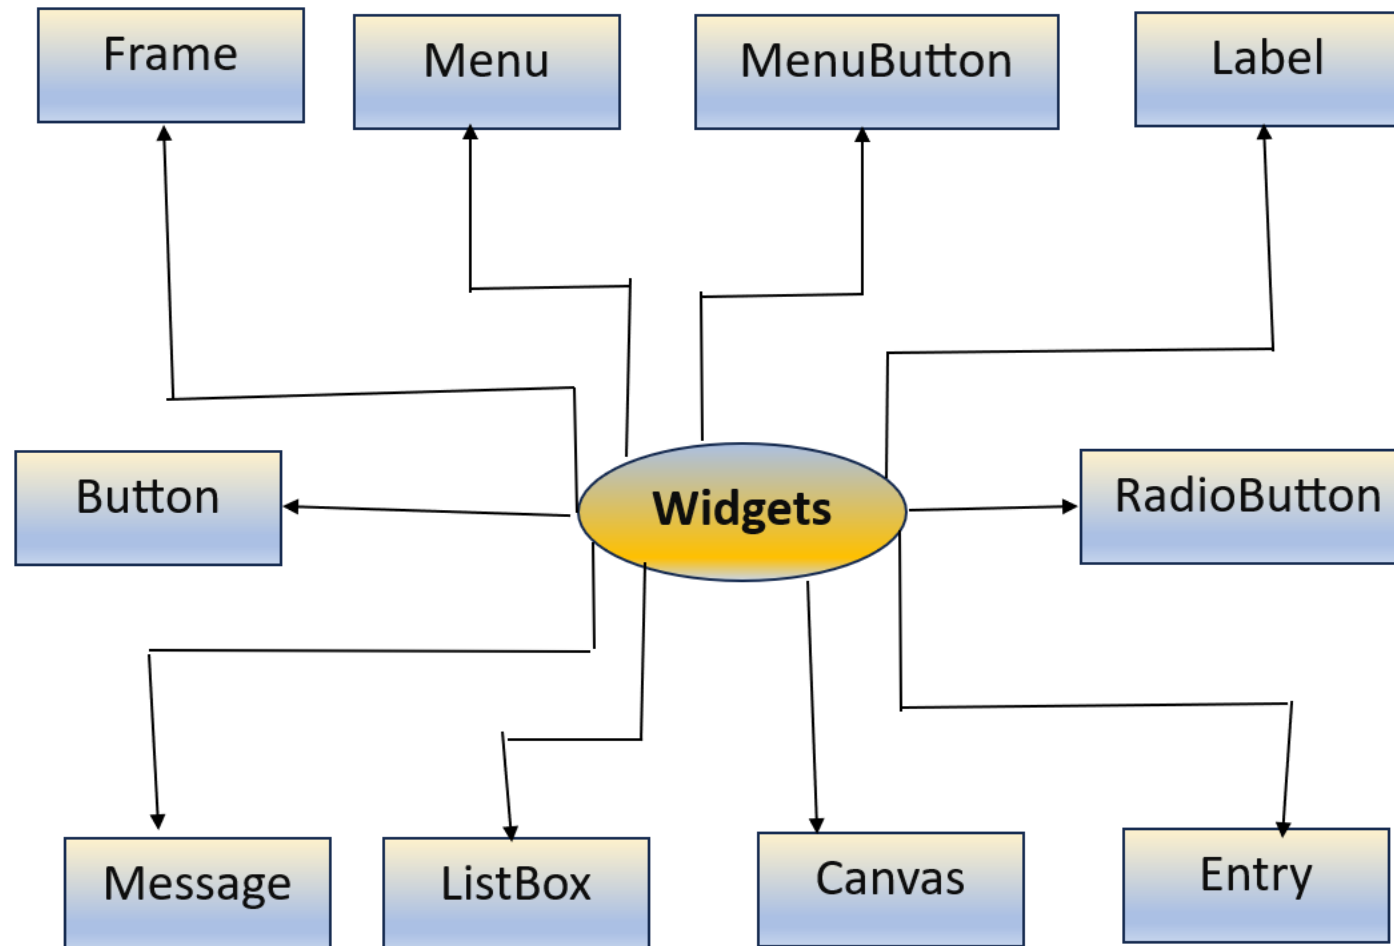 Frame
Menu
MenuButton
Label
Button
Widgets
RadioButton
Message
ListBox
Canvas
Entry